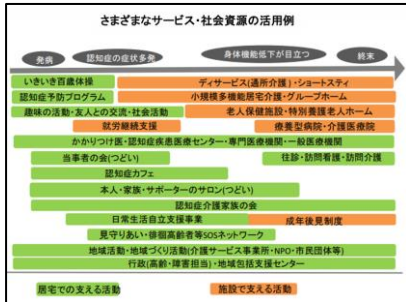 さまざまなサービス・社会資源の活用例
発病 認知症の症状多発 身体機能低下が目立つ 終末
いきいき百歳体操 デイサービス(通所介護)・ショートスティ
認知症予防プログラム 小規模多機能居宅介護・グループホーム
趣味の活動・友人との交流・社会活動 老人保健施設・特別養護老人ホーム
就労継続支援 療養型病院・介護医療院
かかりつけ医・認知症疾患医療センター・専門医療機関・一般医療機関
当事者の会(つどい) 往診・訪問看護・訪問介護
認知症カフェ
本人・家族・サポーターのサロン(つどい)
認知症介護家族の会
日常生活自立支援事業 成年後見制度
見守りあい・徘徊高齢者等SOSネットワーク
地域活動・地域づくり活動(介護サービス事業所・NPO・市民団体等)
行政(高齢・障害担当)・地域包括支援センター
居宅での支える活動 施設で支える活動